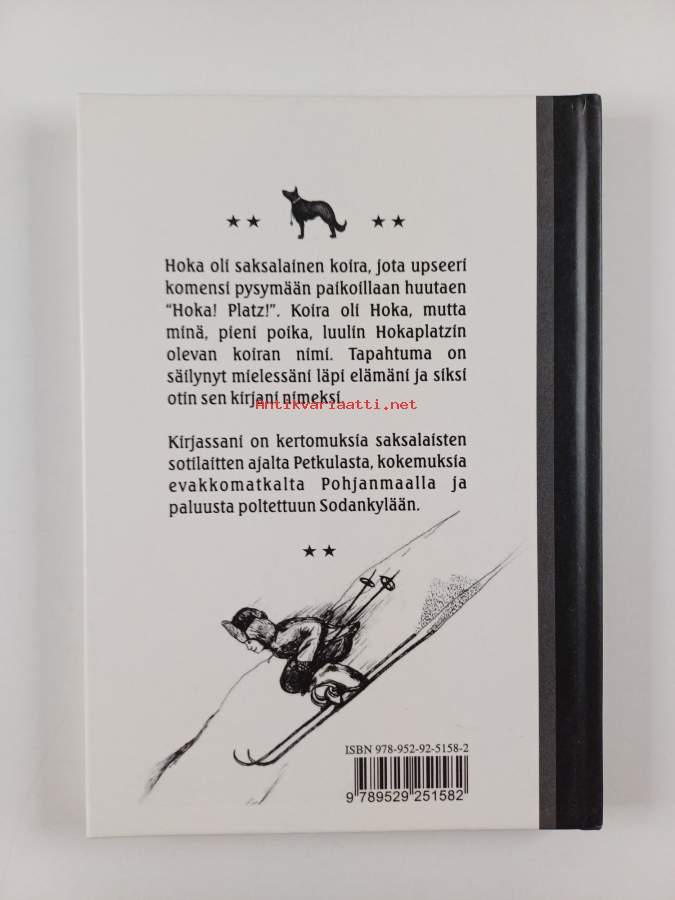 ★ ★ ★ ★
Hoka oli saksalainen koira, jota upseeri
komensi pysymään paikoillaan huutaen
“Hoka! Platz!”. Koira oli Hoka, mutta
minä, pieni poika, luulin Hokaplatzin
olevan koiran nimi. Tapahtuma on
säilynyt mielessäni läpi elämäni ja siksi
otin sen kirjani nimeksi
Antikvariaatti.net
Kirjassani on kertomuksia saksalaisten
sotilaitten ajalta Petkulasta, kokemuksia
evakkomatkalta Pohjanmaalla ja
paluusta poltettuun Sodankylään.
★ ★
ISBN 978-952-92-5158-2
9 789529 251582